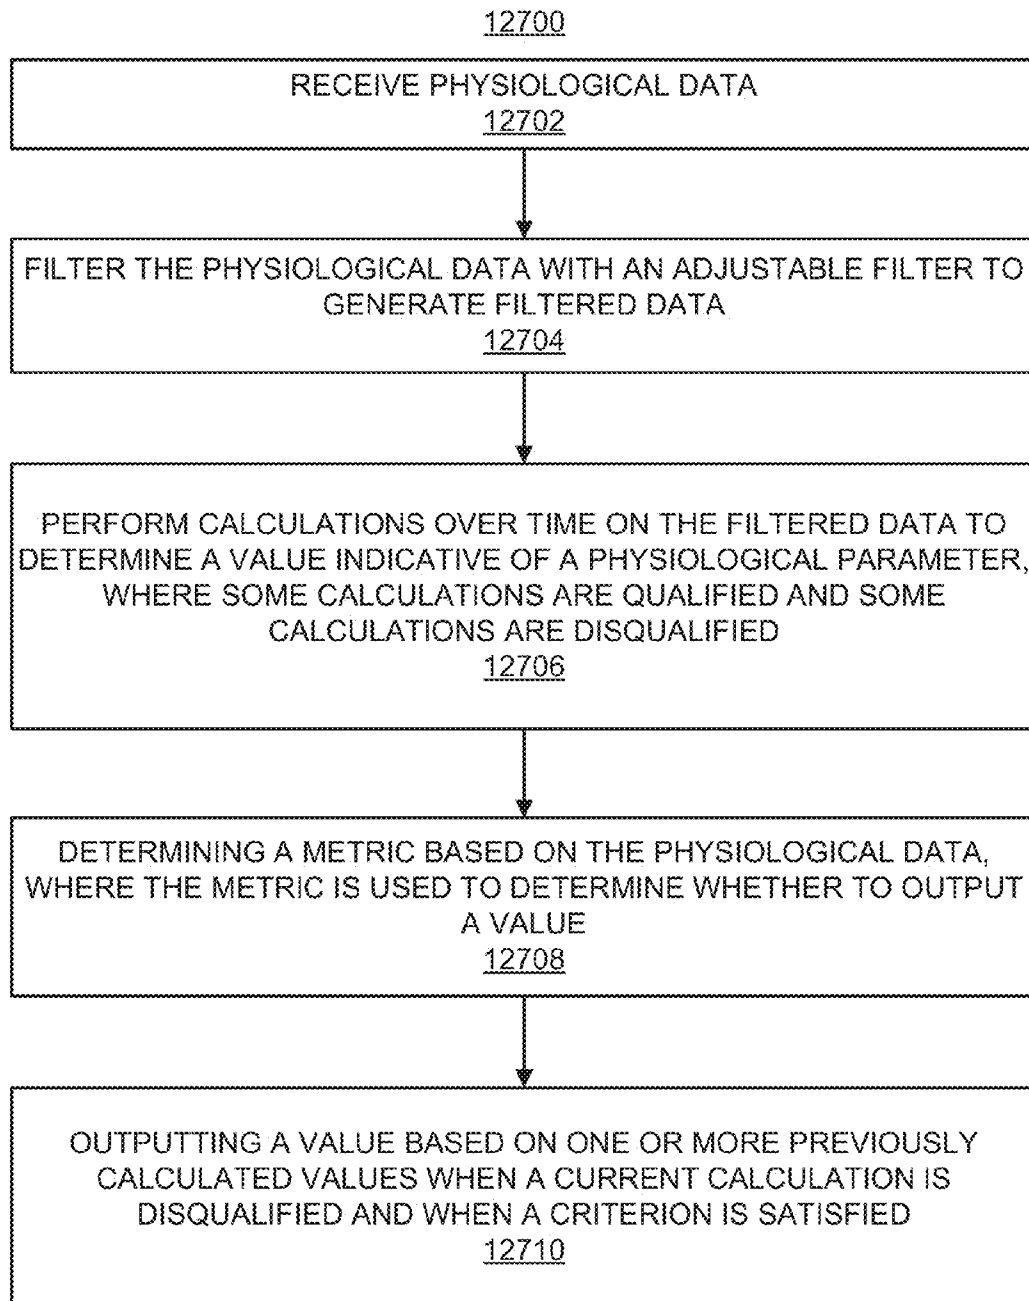 12700
RECEIVE PHYSIOLOGICAL DATA
12702
FILTER THE PHYSIOLOGICAL DATA WITH AN ADJUSTABLE FILTER TO
GENERATE FILTERED DATA
12704
PERFORM CALCULATIONS OVER TIME ON THE FILTERED DATA TO
DETERMINE A VALUE INDICATIVE OF A PHYSIOLOGICAL PARAMETER,
WHERE SOME CALCULATIONS ARE QUALIFIED AND SOME
CALCULATIONS ARE DISQUALIFIED
12706
DETERMINING A METRIC BASED ON THE PHYSIOLOGICAL DATA,
WHERE THE METRIC IS USED TO DETERMINE WHETHER TO OUTPUT
A VALUE
12708
OUTPUTTING A VALUE BASED ON ONE OR MORE PREVIOUSLY
CALCULATED VALUES WHEN A CURRENT CALCULATION IS
DISQUALIFIED AND WHEN A CRITERION IS SATISFIED
12710